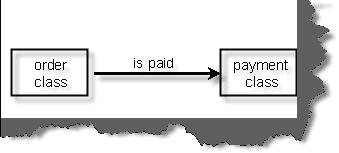 order
class
is paid
payment
class